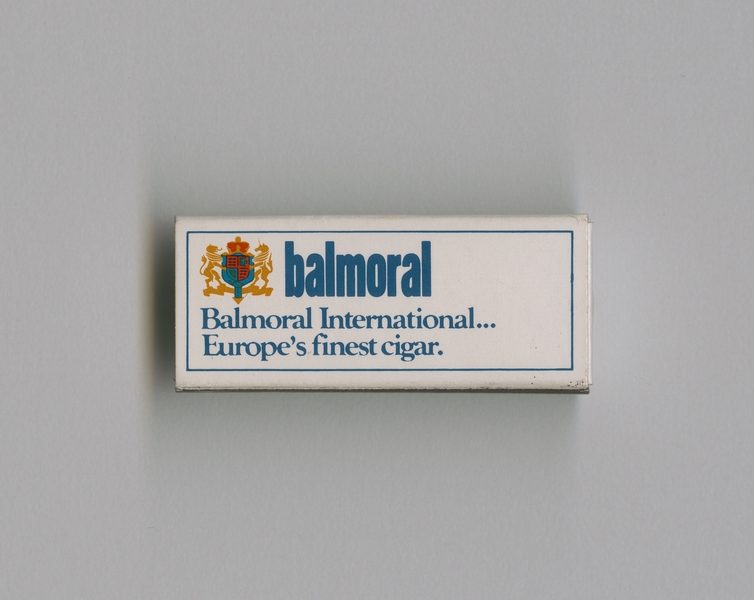 balmoral
Balmoral International...
Europe's finest cigar.